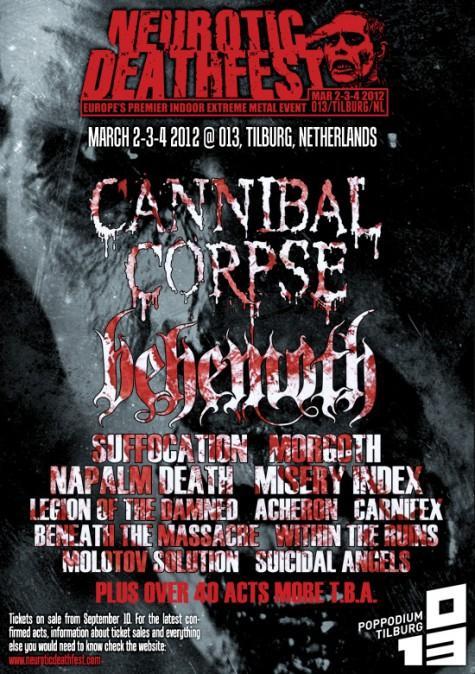 NEUROTIC
DEATHFEST
EUROPE'S PREMIER INDOOR EXTREME METAL EVENT
MAR 2-3-4 2012
013/TILBURG/NL
MARCH 2-3-4 2012 @ 013, TILBURG, NETHERLANDS
CANNIBAL
CORPSE
behemoth
SUFFOCATION MORGOTH
NAPALM DEATH MISERY INDEX
LEGION OF THE DAMNED ACHERON CARNIFEX
BENEATH THE MASSACRE WITHIN THE RUINS
MOLOTOV SOLUTION SUICIDAL ANGELS
PLUS OVER 40 ACTS MORE T.B.A.
Tickets on sale from September 10. For the latest con-
firmed acts, information about ticket sales and everything
else you would need to know check the website:
www.neuroticdeathfest.com
POPPODIUM
TILBURG
013